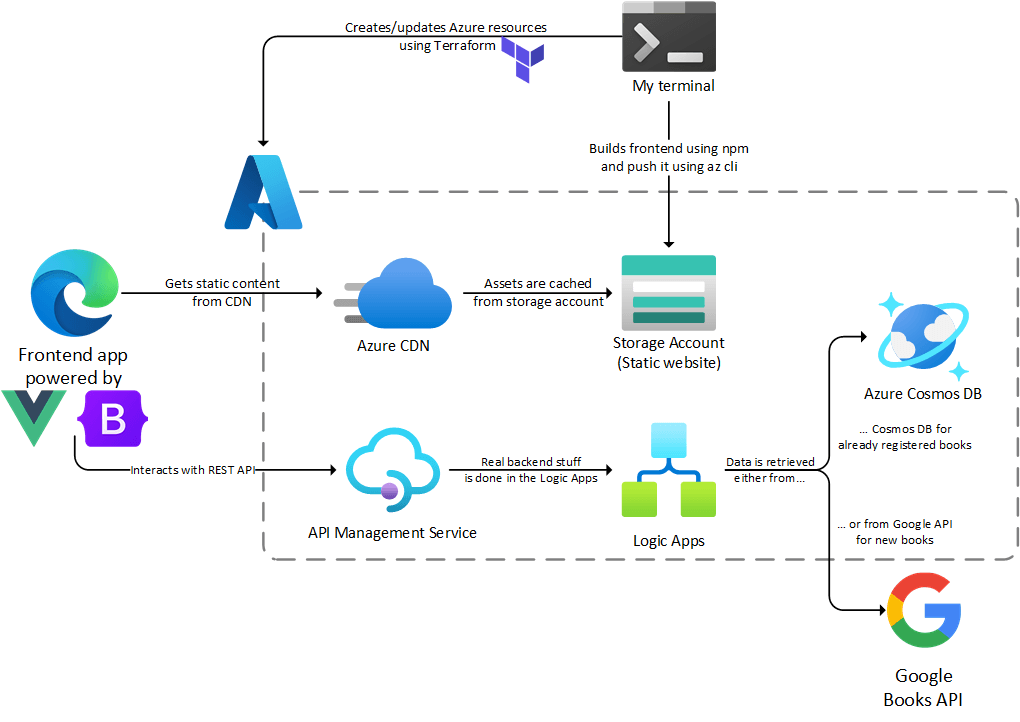 Creates/updates Azure resources
using Terraform
My terminal
Builds frontend using npm
and push it using az cli
Gets static content
from CDN
Assets are cached
from storage account
Frontend app
powered by
B
Azure CDN
Storage Account
(Static website)
Azure Cosmos DB
... Cosmos DB for
already registered books
Interacts with REST API
Real backend stuff
is done in the Logic Apps
Data is retrieved
either from...
API Management Service
Logic Apps
... or from Google API
for new books
G
Google
Books API